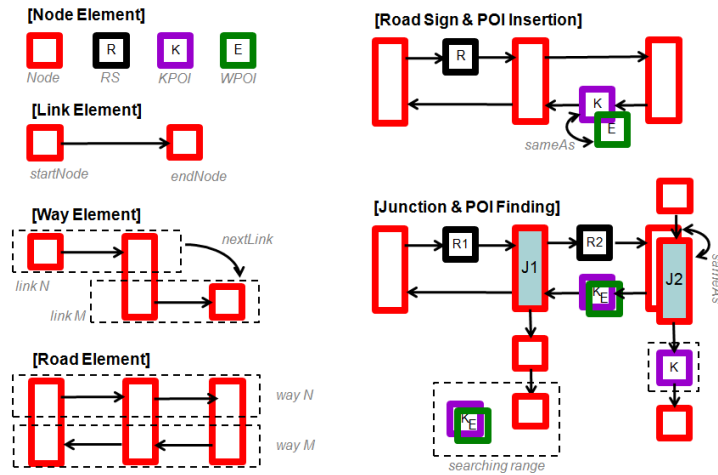 [Node Element]
R
K
E
Node
RS
KPOI
WPOI
[Link Element]
startNode
endNode
[Way Element]
nextLink
link N
link M
[Road Element]
way N
way M
[Road Sign & POI Insertion]
R
K
E
sameAs
[Junction & POI Finding]
R1
R2
J1
J2
sameAs
K
E
K
K
E
searching range